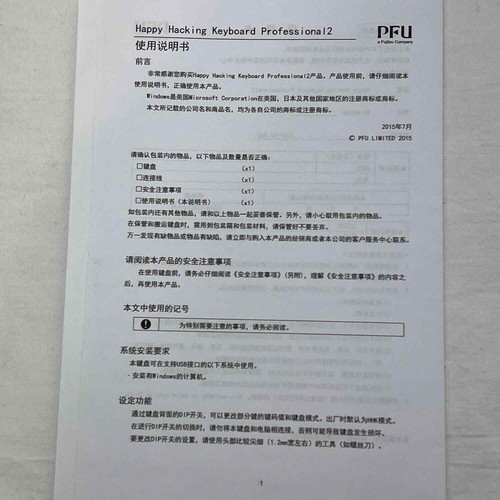 Happy Hacking Keyboard Professional2
PFU
a Fujitsu Company
使用说明书
前言
非常感谢您购买Happy Hacking Keyboard Professional2产品。产品使用前，请仔细阅读本
使用说明书，正确使用本产品。
Windows是美国Microsoft Corporation在美国，日本及其他国家地区的注册商标或商标。
本文所记载的公司名和商品名，均为各自公司的商标或注册商标。
2015年7月
© PFU LIMITED 2015
请确认包装内的物品，以下物品及数量是否正确：
□键盘 (x1)
□连接线 (x1)
□安全注意事项 (x1)
□使用说明书（本说明书） (x1)
如包装内还有其他物品，请和以上物品一起妥善保管。另外，请小心取用包装内的物品。
在保管和搬运键盘时，需用到包装箱和包装材料，请保管好不要丢弃。
万一发现有缺物品或物品有缺陷，请立即与购入本产品的经销商或者本公司的客户服务中心联系。
请阅读本产品的安全注意事项
在使用键盘前，请务必仔细阅读《安全注意事项》（另附），理解《安全注意事项》的内容之
后，再使用本产品。
本文中使用的记号
为特别需要注意的事项，请务必阅读。
系统安装要求
本键盘可在支持USB接口的以下系统中使用。
·安装有Windows的计算机。
设定功能
通过键盘背面的DIP开关，可以更改部分键的键码值和键盘模式。出厂时默认为HHK模式。
在进行DIP开关的切换时，请勿将本键盘和电脑相连接，否则可能导致键盘发生损坏。
要更改DIP开关的设置，请使用头部比较尖细（1.2mm宽左右）的工具（如螺丝刀）。
1